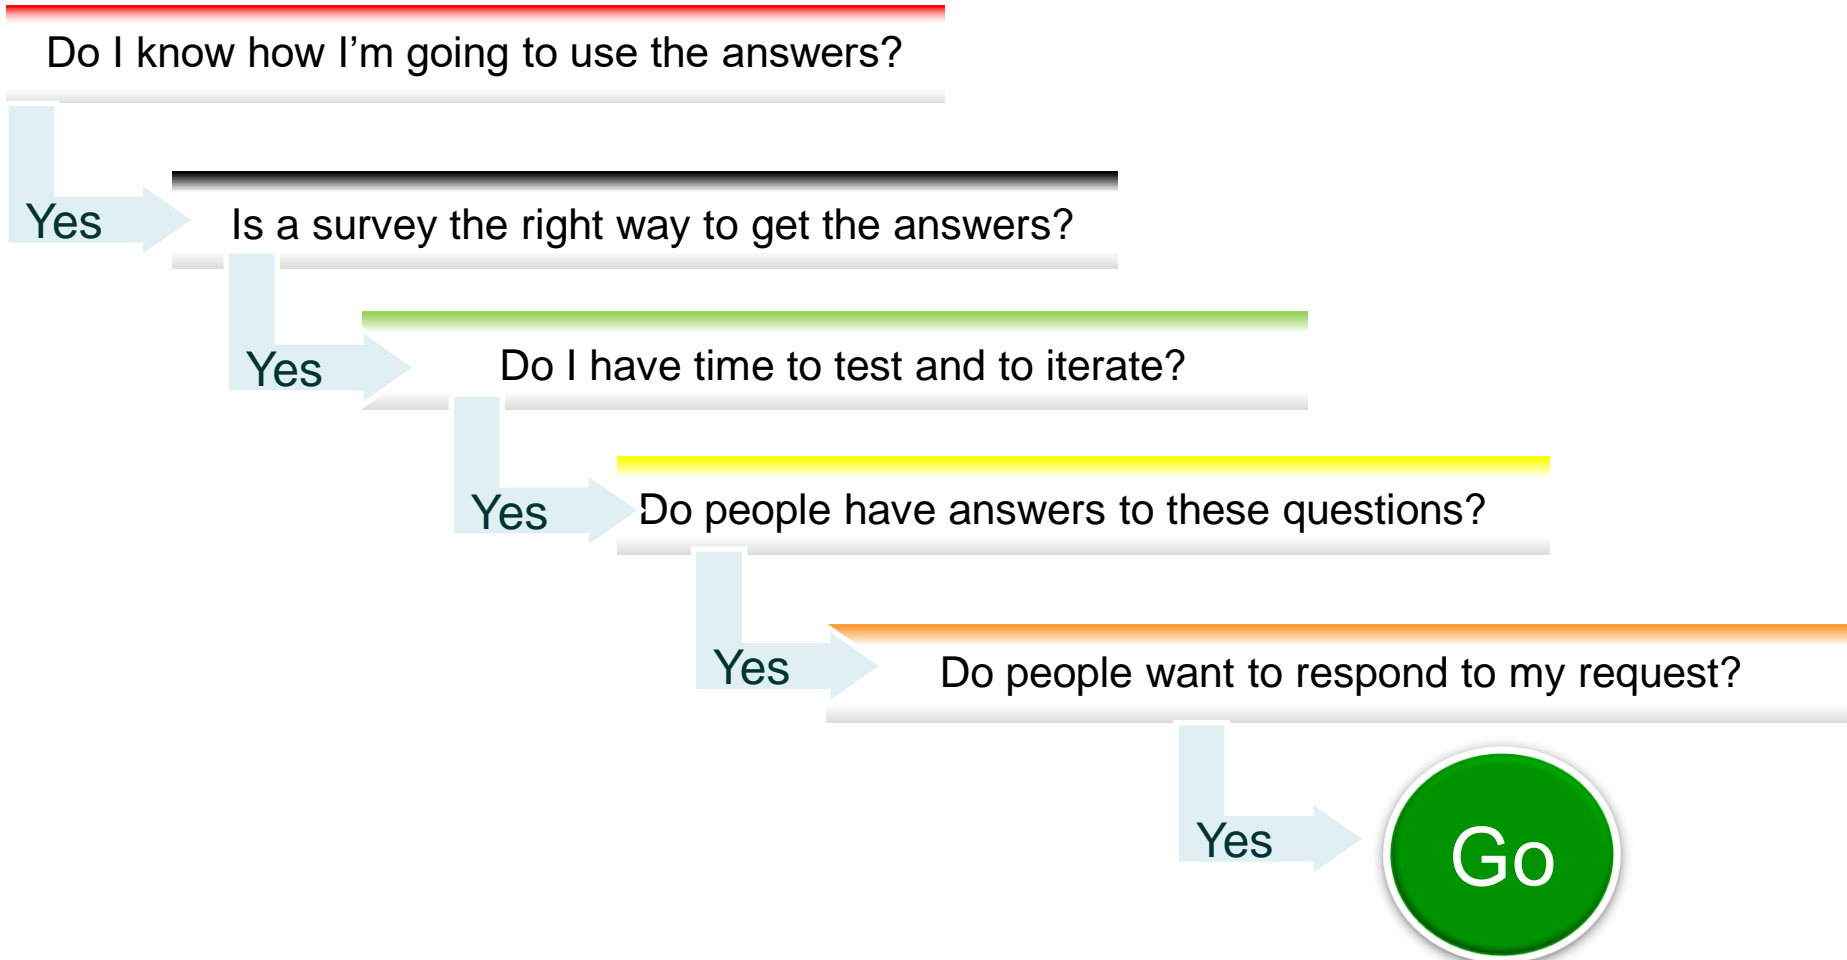 Do I know how I’m going to use the answers?
Yes
Is a survey the right way to get the answers?
Yes
Do I have time to test and to iterate?
Yes
Do people have answers to these questions?
Yes
Do people want to respond to my request?
Yes
Go